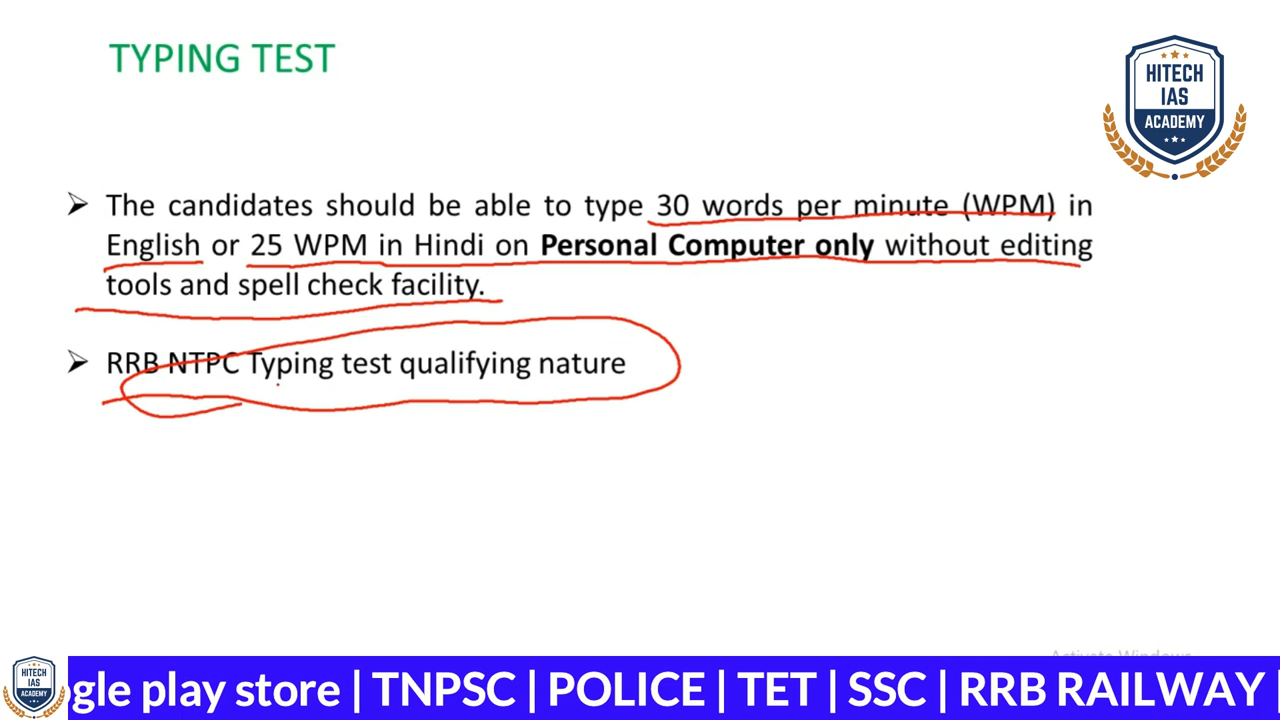 TYPING TEST
HITECH
IAS
ACADEMY
➢ The candidates should be able to type 30 words per minute (WPM) in
English or 25 WPM in Hindi on Personal Computer only without editing
tools and spell check facility.
➢ RRB NTPC Typing test qualifying nature
Activate Windows
HITECH
IAS
ACADEMY
gle play store | TNPSC | POLICE | TET | SSC | RRB RAILWAY |